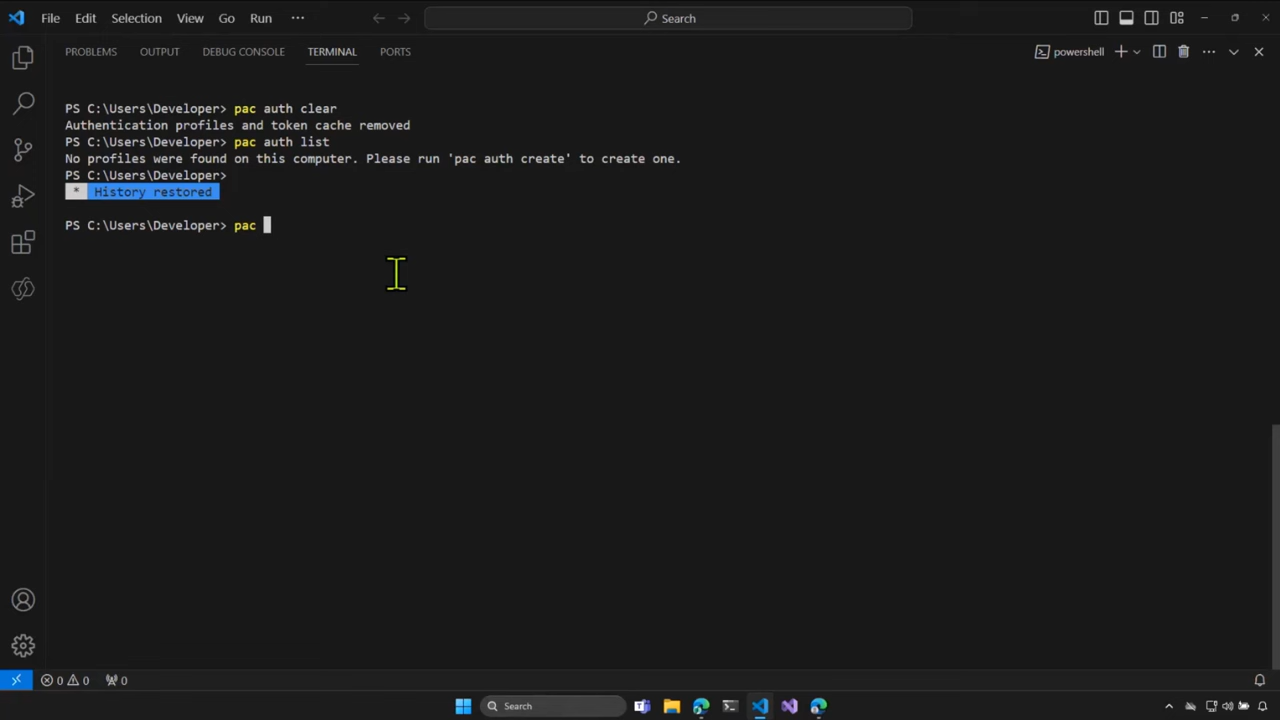 File Edit Selection View Go Run ··· Search
PROBLEMS OUTPUT DEBUG CONSOLE TERMINAL PORTS powershell
PS C:\Users\Developer> pac auth clear
Authentication profiles and token cache removed
PS C:\Users\Developer> pac auth list
No profiles were found on this computer. Please run 'pac auth create' to create one.
PS C:\Users\Developer>
* History restored
PS C:\Users\Developer> pac
0 0 0
Search